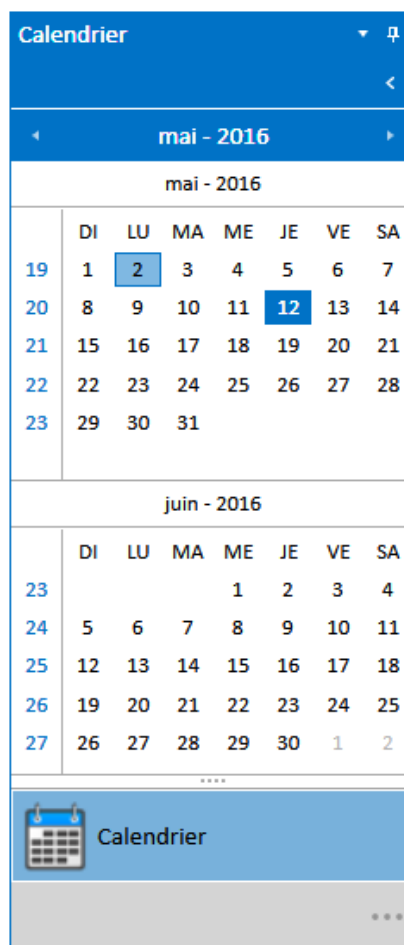 Calendrier
mai - 2016
mai - 2016
DI LU MA ME JE VE SA
19 1 2 3 4 5 6 7
20 8 9 10 11 12 13 14
21 15 16 17 18 19 20 21
22 22 23 24 25 26 27 28
23 29 30 31
juin - 2016
DI LU MA ME JE VE SA
23 1 2 3 4
24 5 6 7 8 9 10 11
25 12 13 14 15 16 17 18
26 19 20 21 22 23 24 25
27 26 27 28 29 30 1 2
Calendrier